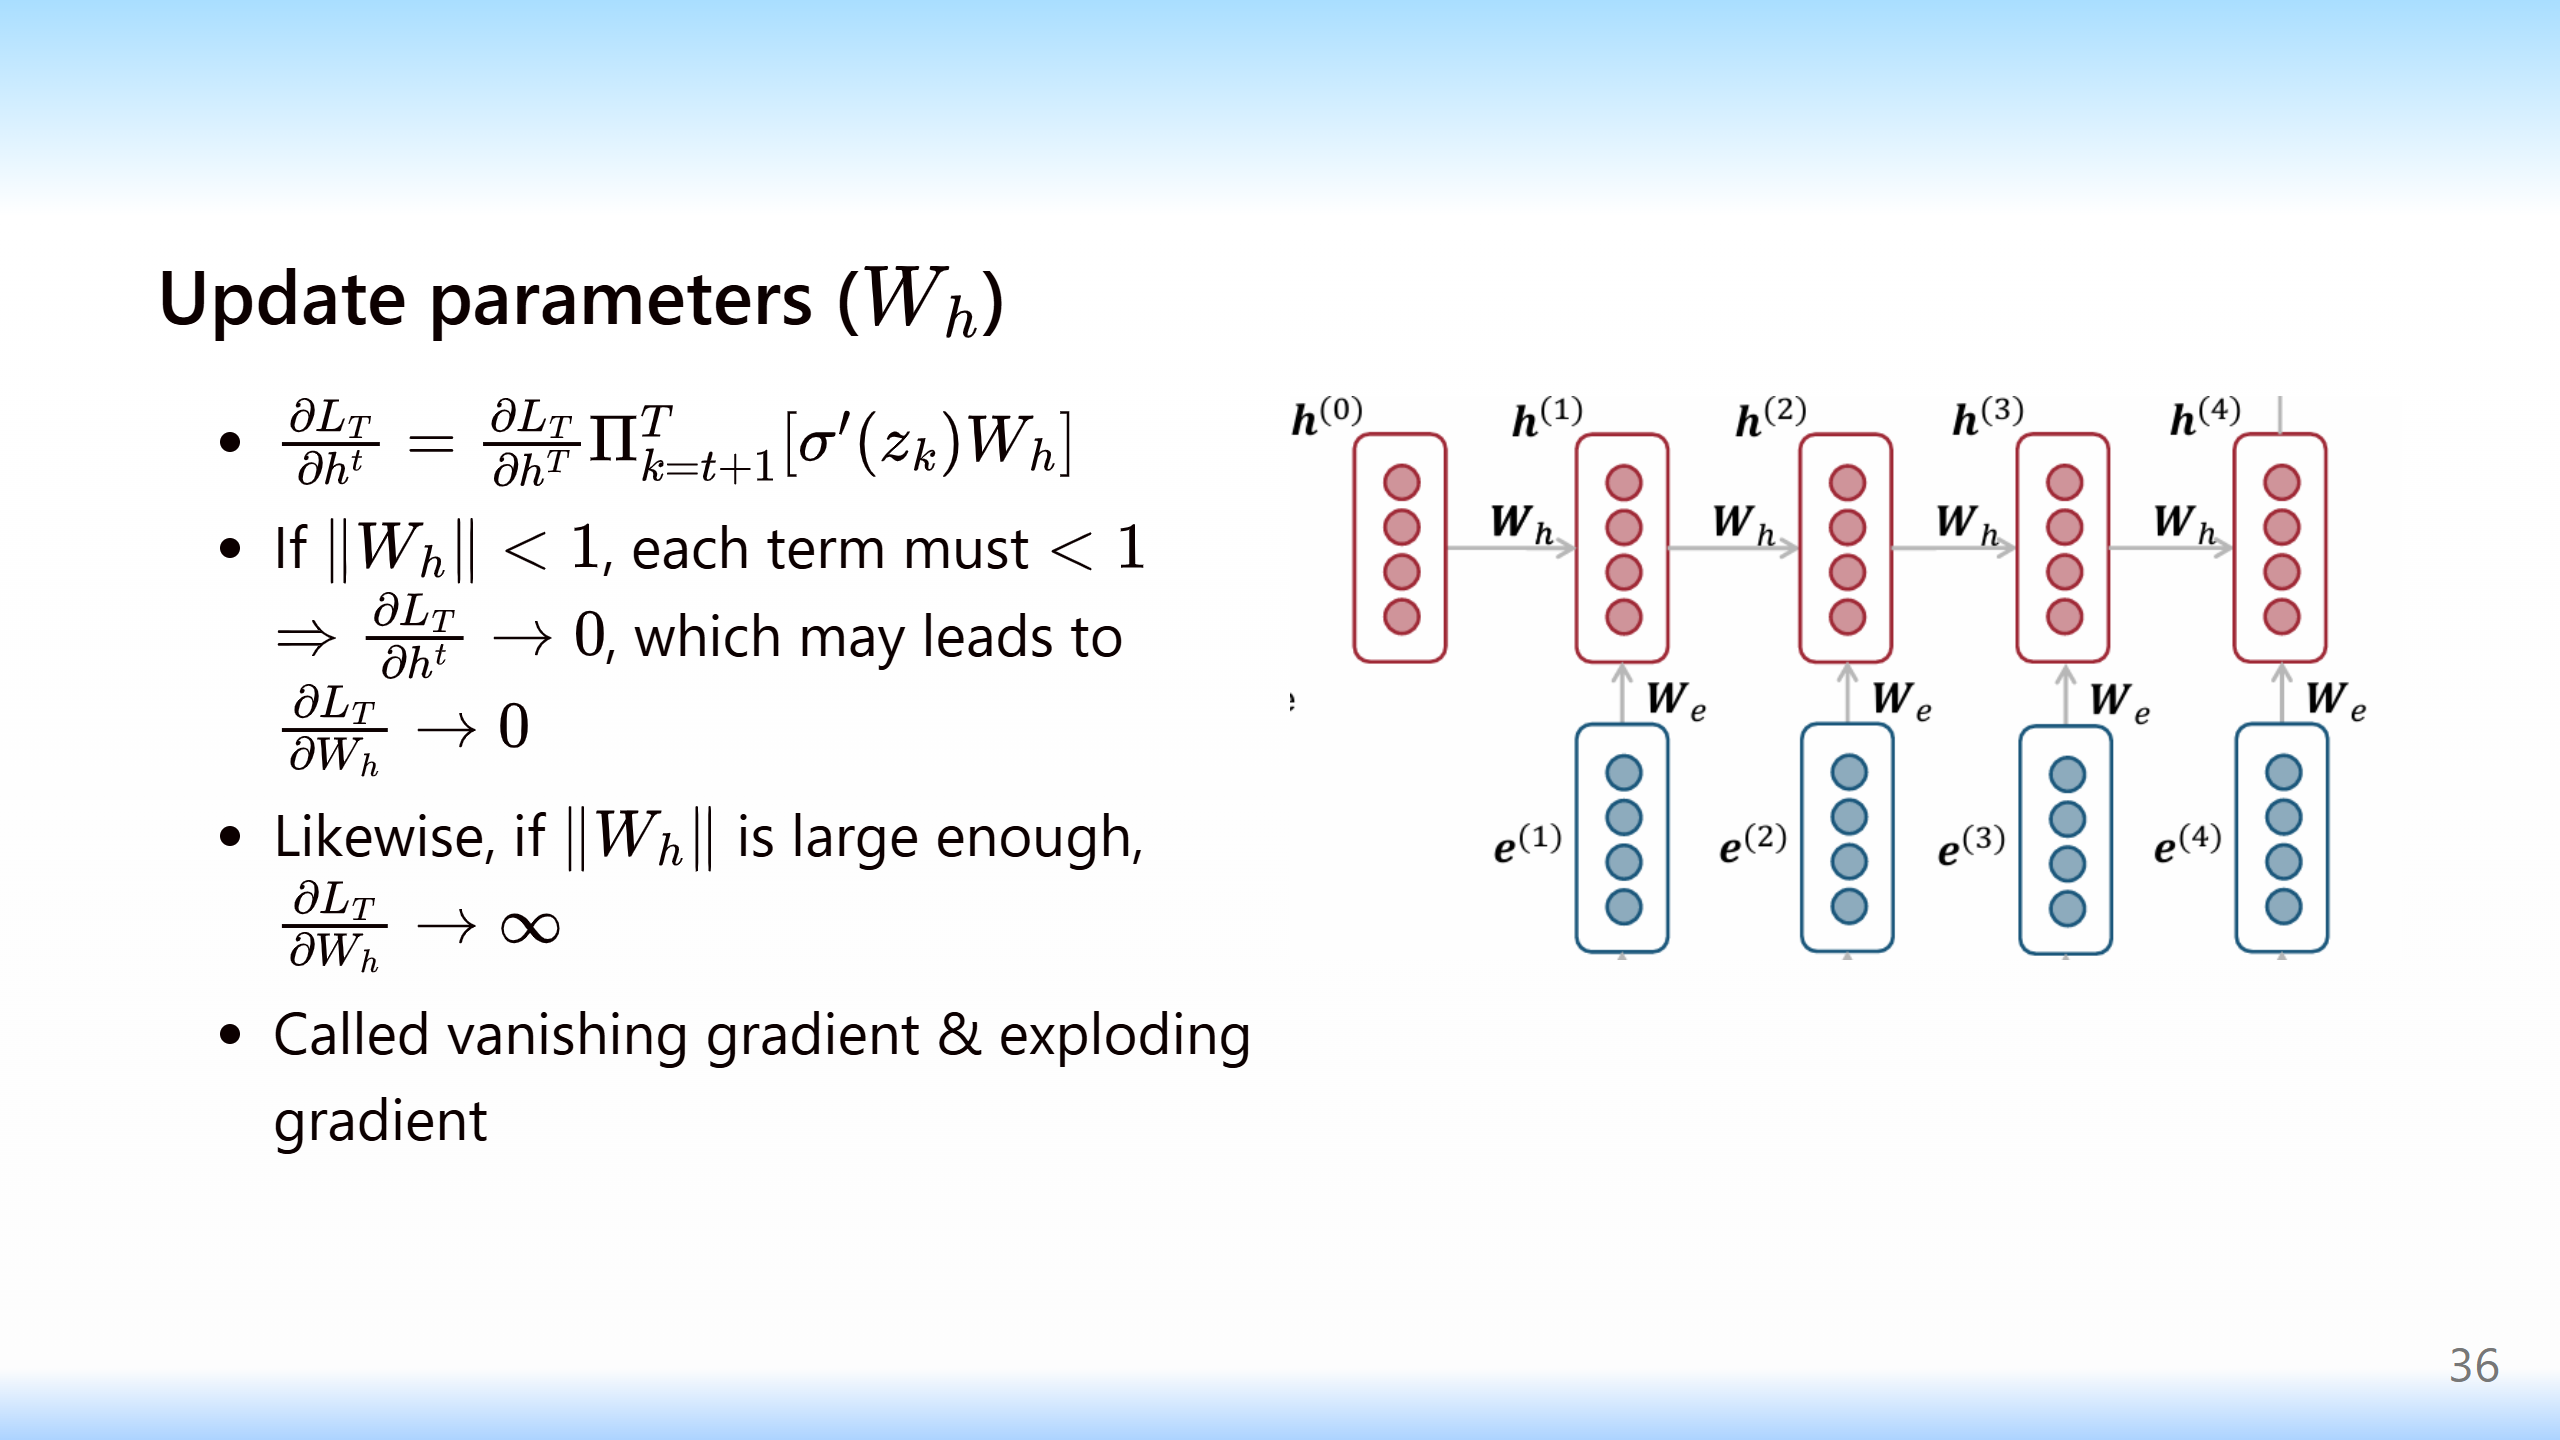 Update parameters (W_h)
• ∂L_T/∂h^t = ∂L_T/∂h^T Π_{k=t+1}^T [σ′(z_k)W_h]
• If ‖W_h‖ < 1, each term must < 1
⇒ ∂L_T/∂h^t → 0, which may leads to
∂L_T/∂W_h → 0
• Likewise, if ‖W_h‖ is large enough,
∂L_T/∂W_h → ∞
• Called vanishing gradient & exploding
gradient
h^(0) h^(1) h^(2) h^(3) h^(4)
W_h W_h W_h W_h
W_e W_e W_e W_e
e^(1) e^(2) e^(3) e^(4)
36